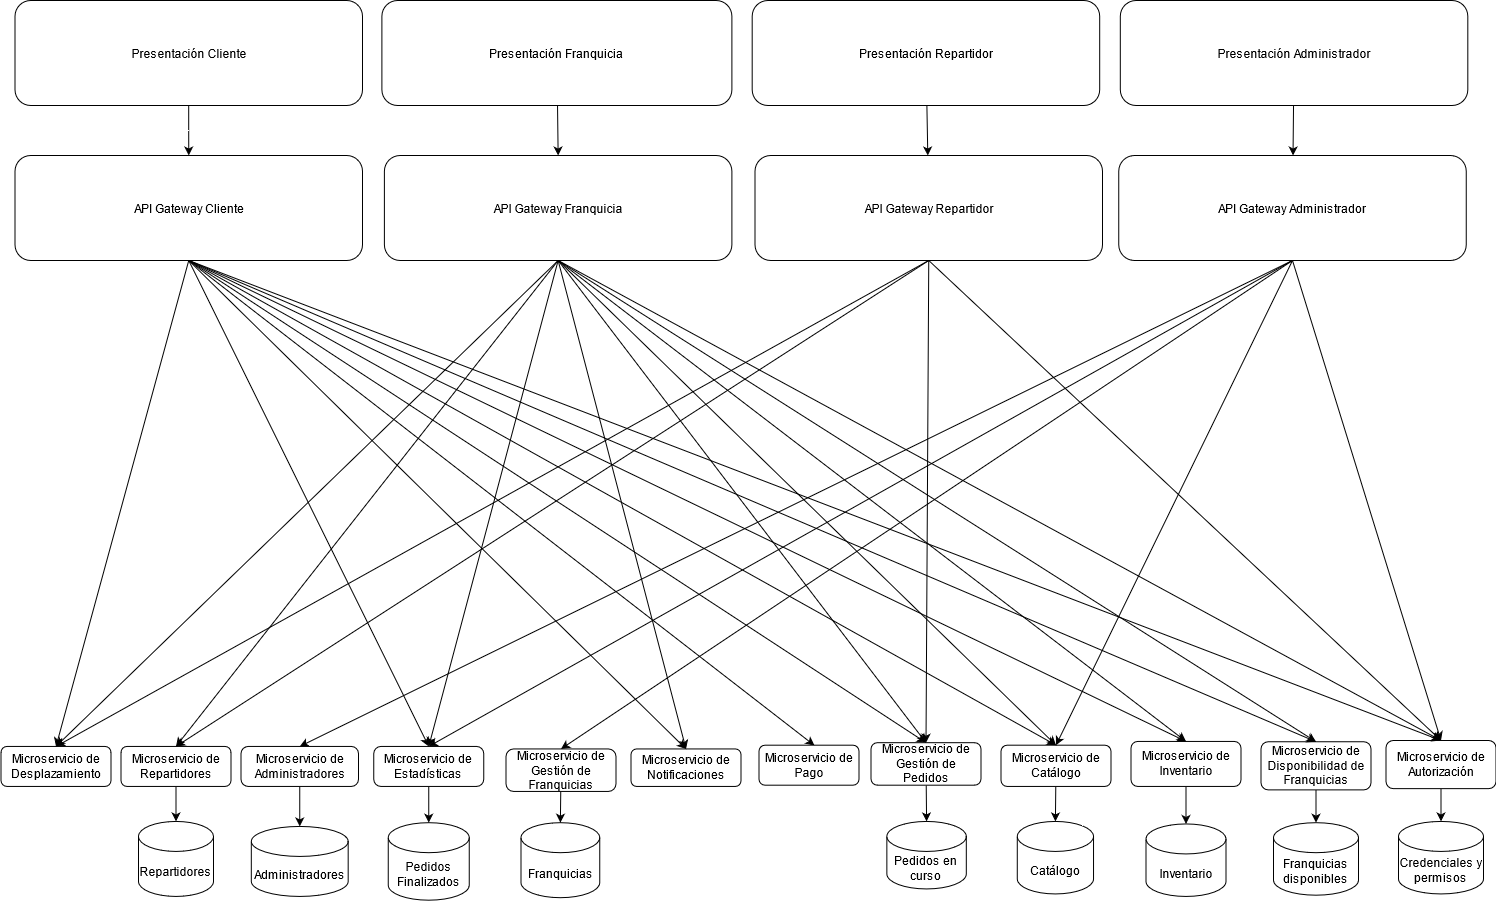 Presentación Cliente
Presentación Franquicia
Presentación Repartidor
Presentación Administrador
API Gateway Cliente
API Gateway Franquicia
API Gateway Repartidor
API Gateway Administrador
Microservicio de
Desplazamiento
Microservicio de
Repartidores
Microservicio de
Administradores
Microservicio de
Estadísticas
Microservicio de
Gestión de
Franquicias
Microservicio de
Notificaciones
Microservicio de
Pago
Microservicio de
Gestión de
Pedidos
Microservicio de
Catálogo
Microservicio de
Inventario
Microservicio de
Disponibilidad de
Franquicias
Microservicio de
Autorización
Repartidores
Administradores
Pedidos
Finalizados
Franquicias
Pedidos en
curso
Catálogo
Inventario
Franquicias
disponibles
Credenciales y
permisos